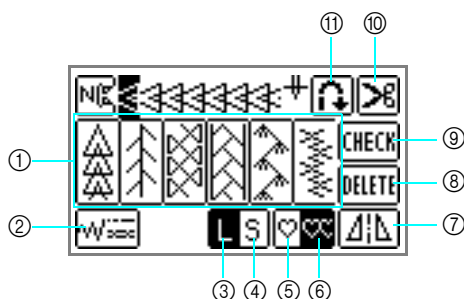 ⑪ ⑩
N
① CHECK ⑨
DELETE ⑧
② W L S ⑦
③ ④ ⑤ ⑥